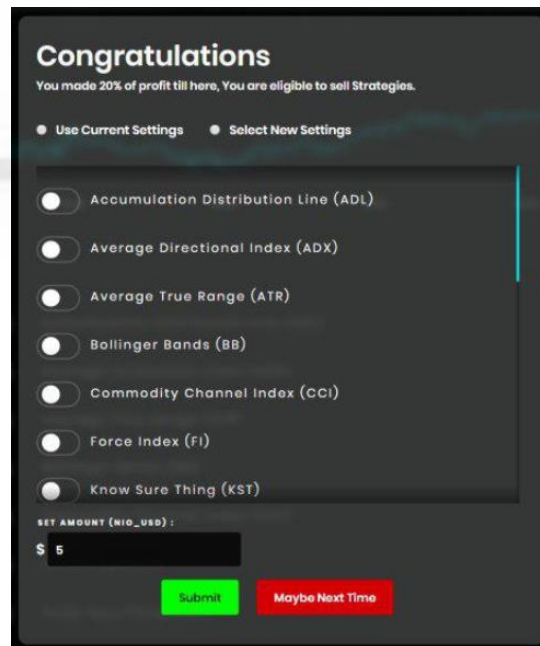 Congratulations
You made 20% of profit till here, You are eligible to sell Strategies.
Use Current Settings Select New Settings
Accumulation Distribution Line (ADL)
Average Directional Index (ADX)
Average True Range (ATR)
Bollinger Bands (BB)
Commodity Channel Index (CCI)
Force Index (FI)
Know Sure Thing (KST)
SET AMOUNT (NIO_USD) :
$ 5
Submit Maybe Next Time